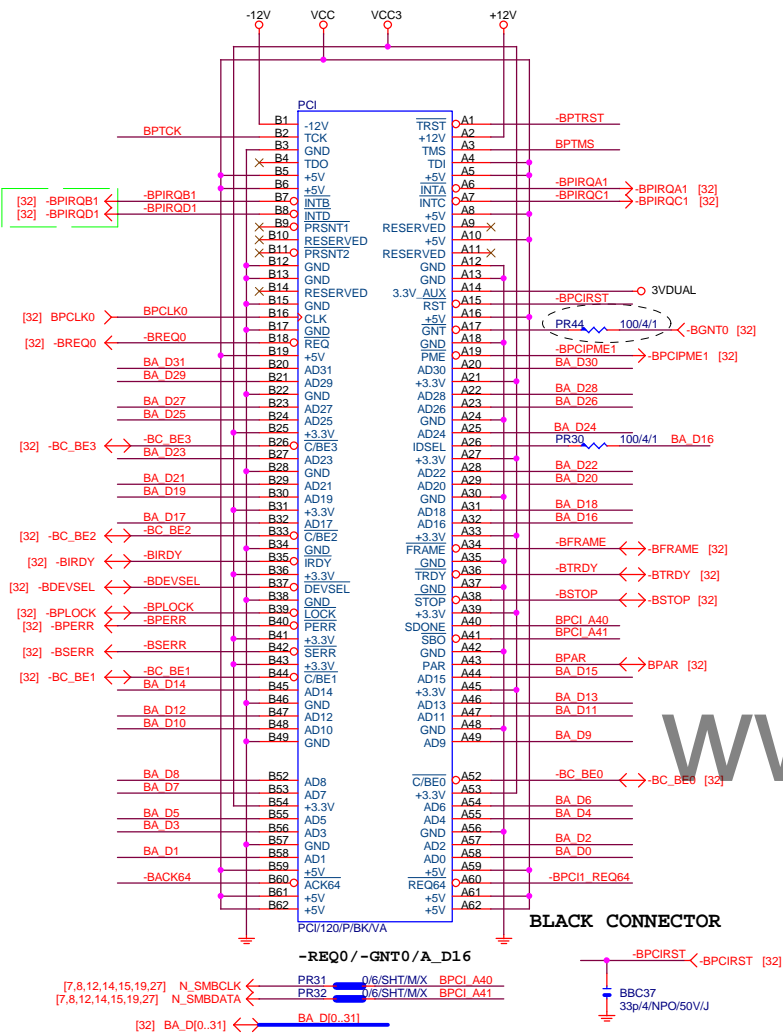 -12V VCC VCC3 +12V
PCI
B1 -12V TRST A1 -BPTRST
BPTCK B2 TCK +12V A2
B3 GND TMS A3 BPTMS
B4 TDO TDI A4
B5 +5V +5V A5
B6 +5V INTA A6 -BPIRQA1 -BPIRQA1 [32]
[32] -BPIRQB1 -BPIRQB1 B7 INTB INTC A7 -BPIRQC1 -BPIRQC1 [32]
[32] -BPIRQD1 -BPIRQD1 B8 INTD +5V A8
B9 PRSNT1 RESERVED A9
B10 RESERVED +5V A10
B11 PRSNT2 RESERVED A11
B12 GND GND A12
B13 GND GND A13
B14 RESERVED 3.3V_AUX A14 3VDUAL
B15 GND RST A15 -BPCIRST
[32] BPCLK0 BPCLK0 B16 CLK +5V A16
B17 GND GNT A17 PR44 100/4/1 -BGNT0 [32]
[32] -BREQ0 -BREQ0 B18 REQ GND A18
B19 +5V PME A19 -BPCIPME1 -BPCIPME1 [32]
BA_D31 B20 AD31 AD30 A20 BA_D30
BA_D29 B21 AD29 +3.3V A21
B22 GND AD28 A22 BA_D28
BA_D27 B23 AD27 AD26 A23 BA_D26
BA_D25 B24 AD25 GND A24
B25 +3.3V AD24 A25 BA_D24
[32] -BC_BE3 -BC_BE3 B26 C/BE3 IDSEL A26 PR30 100/4/1 BA_D16
BA_D23 B27 AD23 +3.3V A27
B28 GND AD22 A28 BA_D22
BA_D21 B29 AD21 AD20 A29 BA_D20
BA_D19 B30 AD19 GND A30
B31 +3.3V AD18 A31 BA_D18
BA_D17 B32 AD17 AD16 A32 BA_D16
[32] -BC_BE2 -BC_BE2 B33 C/BE2 +3.3V A33
B34 GND FRAME A34 -BFRAME -BFRAME [32]
[32] -BIRDY -BIRDY B35 IRDY GND A35
B36 +3.3V TRDY A36 -BTRDY -BTRDY [32]
[32] -BDEVSEL -BDEVSEL B37 DEVSEL GND A37
B38 GND STOP A38 -BSTOP -BSTOP [32]
[32] -BPLOCK -BPLOCK B39 LOCK +3.3V A39
[32] -BPERR -BPERR B40 PERR SDONE A40 BPCI_A40
B41 +3.3V SBO A41 BPCI_A41
[32] -BSERR -BSERR B42 SERR GND A42
B43 +3.3V PAR A43 BPAR BPAR [32]
[32] -BC_BE1 -BC_BE1 B44 C/BE1 AD15 A44 BA_D15
BA_D14 B45 AD14 +3.3V A45
B46 GND AD13 A46 BA_D13
BA_D12 B47 AD12 AD11 A47 BA_D11
BA_D10 B48 AD10 GND A48
B49 GND AD9 A49 BA_D9
BA_D8 B52 AD8 C/BE0 A52 -BC_BE0 -BC_BE0 [32]
BA_D7 B53 AD7 +3.3V A53
B54 +3.3V AD6 A54 BA_D6
BA_D5 B55 AD5 AD4 A55 BA_D4
BA_D3 B56 AD3 GND A56
B57 GND AD2 A57 BA_D2
BA_D1 B58 AD1 AD0 A58 BA_D0
B59 +5V +5V A59
-BACK64 B60 ACK64 REQ64 A60 -BPCI1_REQ64
B61 +5V +5V A61
B62 +5V +5V A62
PCI/120/P/BK/VA
BLACK CONNECTOR
-REQ0/-GNT0/A_D16
[7,8,12,14,15,19,27] N_SMBCLK PR31 0/6/SHT/M/X BPCI_A40
[7,8,12,14,15,19,27] N_SMBDATA PR32 0/6/SHT/M/X BPCI_A41
[32] BA_D[0..31] BA_D[0..31]
-BPCIRST -BPCIRST [32]
BBC37
33p/4/NPO/50V/J